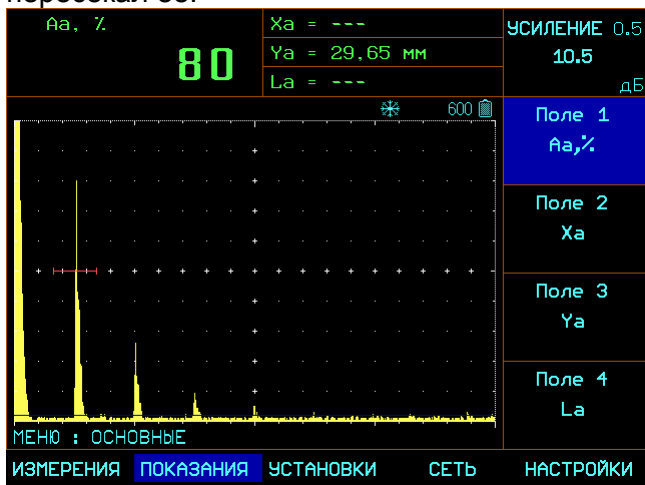 Aa, %
80
Xa = ---
Ya = 29,65 мм
La = ---
УСИЛЕНИЕ 0.5
10.5
дБ
600
Поле 1
Aa,%
Поле 2
Xa
Поле 3
Ya
Поле 4
La
МЕНЮ : ОСНОВНЫЕ
ИЗМЕРЕНИЯ ПОКАЗАНИЯ УСТАНОВКИ СЕТЬ НАСТРОЙКИ